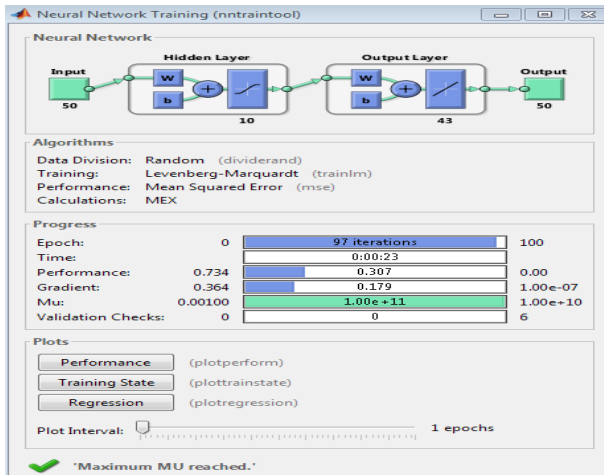 Neural Network Training (nntraintool)
Neural Network
Hidden Layer
Output Layer
Input
Output
W
b
W
b
50
10
43
50
Algorithms
Data Division: Random (dividerand)
Training: Levenberg-Marquardt (trainlm)
Performance: Mean Squared Error (mse)
Calculations: MEX
Progress
Epoch: 0 97 iterations 100
Time: 0:00:23
Performance: 0.734 0.307 0.00
Gradient: 0.364 0.179 1.00e-07
Mu: 0.00100 1.00e+11 1.00e+10
Validation Checks: 0 0 6
Plots
Performance (plotperform)
Training State (plottrainstate)
Regression (plotregression)
Plot Interval: 1 epochs
'Maximum MU reached.'